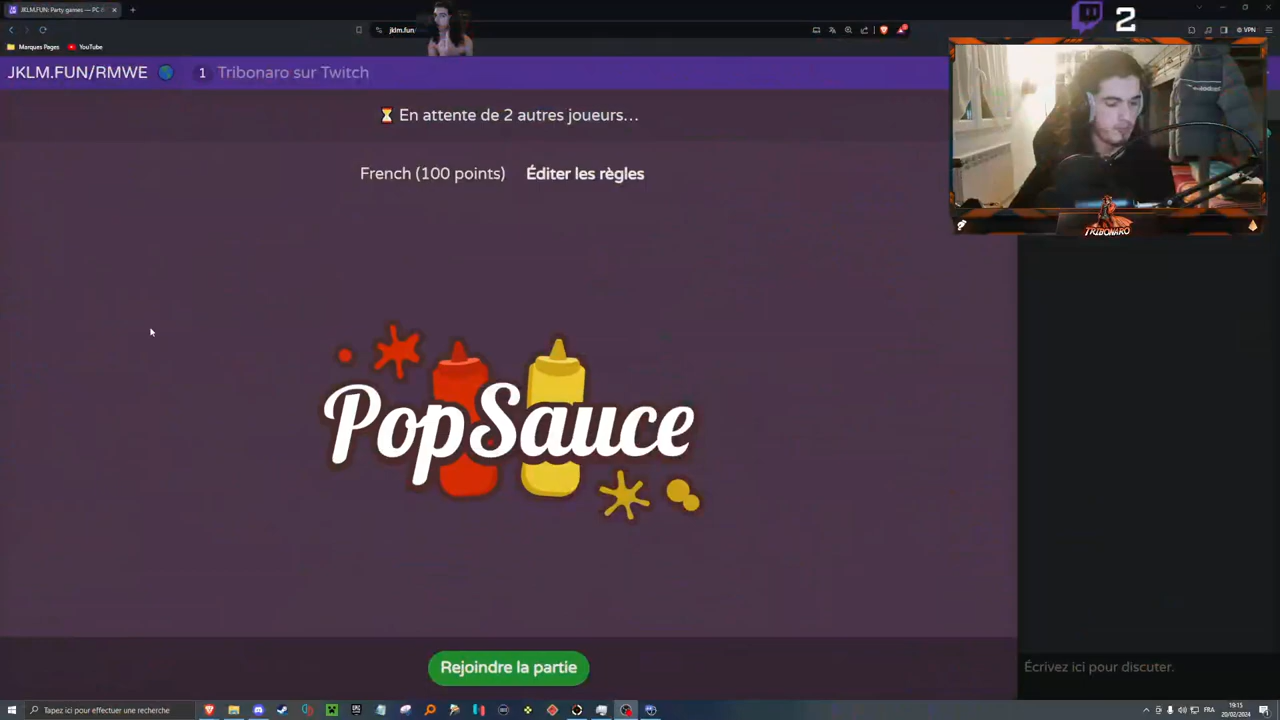 JKLM.FUN: Party games — PC
jklm.fun/
2
VPN
Marques Pages
YouTube
JKLM.FUN/RMWE
1
Tribonaro sur Twitch
En attente de 2 autres joueurs...
French (100 points)
Éditer les règles
TRIBONARO
PopSauce
Rejoindre la partie
Écrivez ici pour discuter.
Tapez ici pour effectuer une recherche
FRA
19:15
20/02/2024